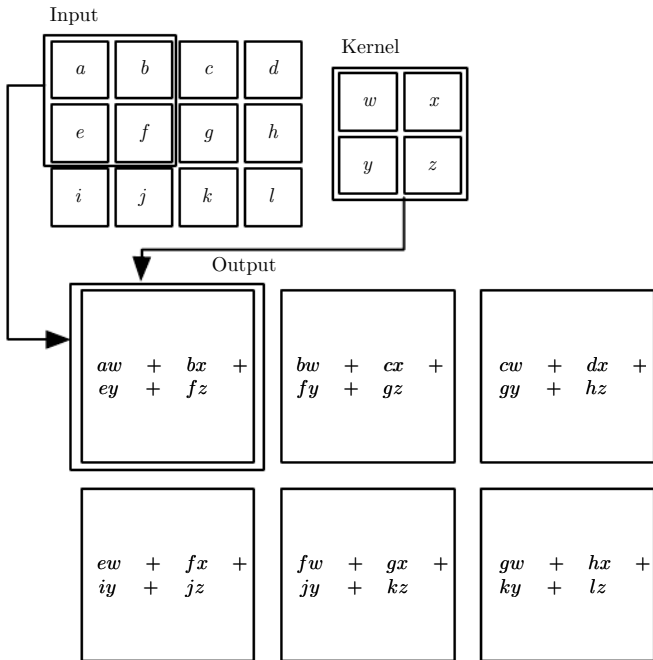 Input
Kernel
a b c d
w x
e f g h
y z
i j k l
Output
aw + bx +
ey + fz
bw + cx +
fy + gz
cw + dx +
gy + hz
ew + fx +
iy + jz
fw + gx +
jy + kz
gw + hx +
ky + lz